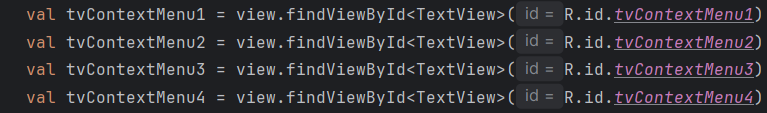 val tvContextMenu1 = view.findViewById<TextView>( id = R.id.tvContextMenu1)
val tvContextMenu2 = view.findViewById<TextView>( id = R.id.tvContextMenu2)
val tvContextMenu3 = view.findViewById<TextView>( id = R.id.tvContextMenu3)
val tvContextMenu4 = view.findViewById<TextView>( id = R.id.tvContextMenu4)